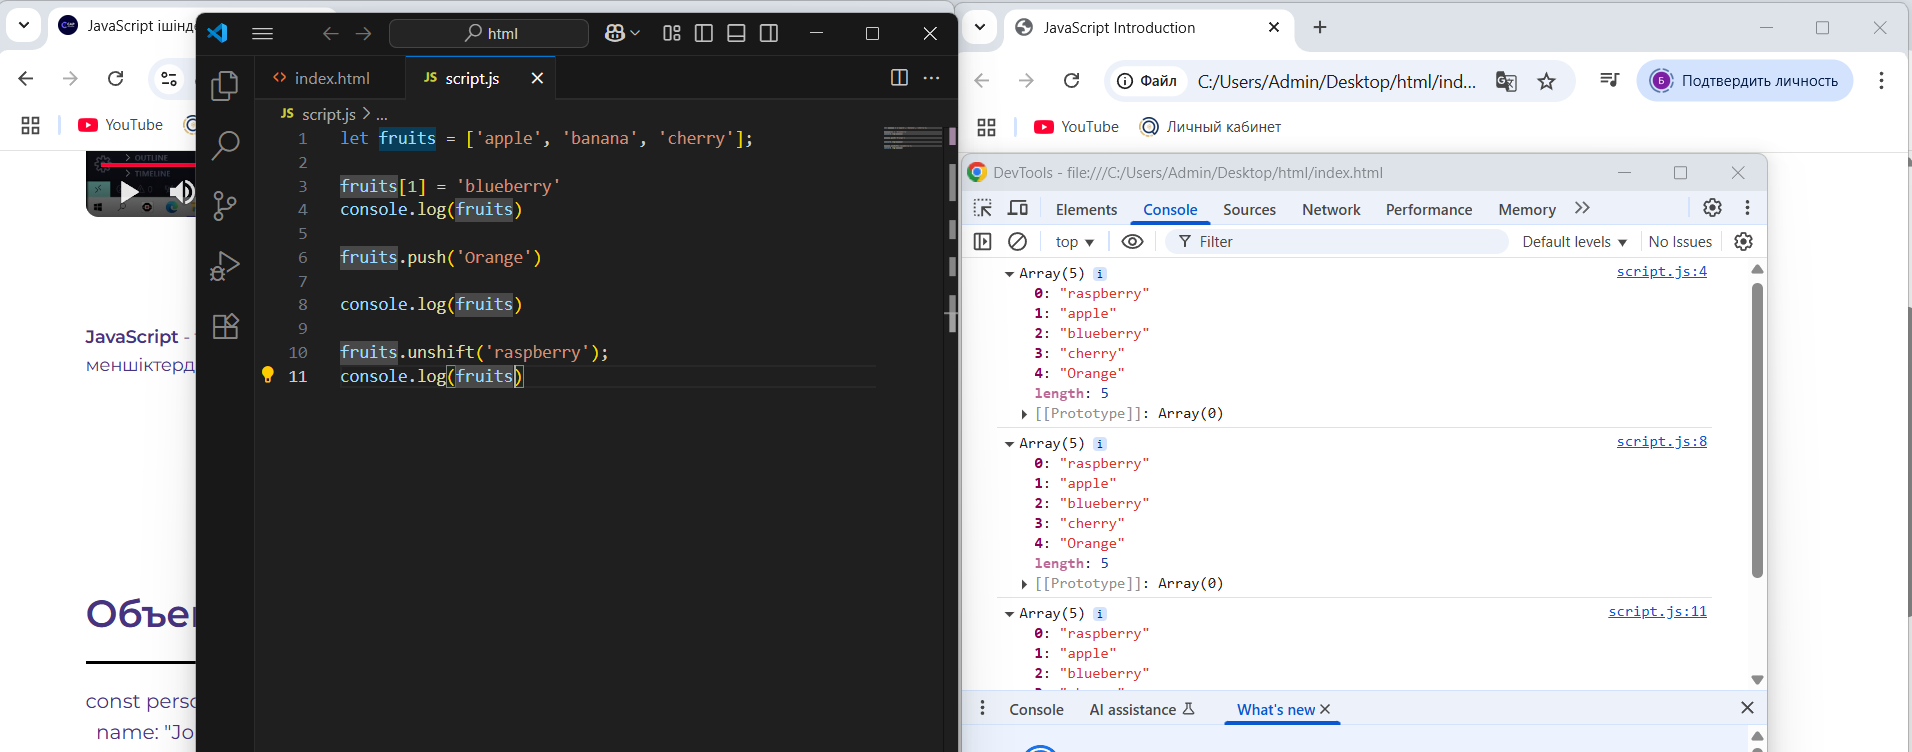 JavaScript ішінд
YouTube
OUTLINE
TIMELINE
JavaScript -
меншіктерд
Объе
const perso
name: "Jo
html
index.html
JS script.js
JS script.js > ...
1 let fruits = ['apple', 'banana', 'cherry'];
2
3 fruits[1] = 'blueberry'
4 console.log(fruits)
5
6 fruits.push('Orange')
7
8 console.log(fruits)
9
10 fruits.unshift('raspberry');
11 console.log(fruits)
JavaScript Introduction
Файл C:/Users/Admin/Desktop/html/ind...
Б Подтвердить личность
YouTube Личный кабинет
DevTools - file:///C:/Users/Admin/Desktop/html/index.html
Elements Console Sources Network Performance Memory
top Filter Default levels No Issues
Array(5) i script.js:4
0: "raspberry"
1: "apple"
2: "blueberry"
3: "cherry"
4: "Orange"
length: 5
[[Prototype]]: Array(0)
Array(5) i script.js:8
0: "raspberry"
1: "apple"
2: "blueberry"
3: "cherry"
4: "Orange"
length: 5
[[Prototype]]: Array(0)
Array(5) i script.js:11
0: "raspberry"
1: "apple"
2: "blueberry"
Console AI assistance What's new